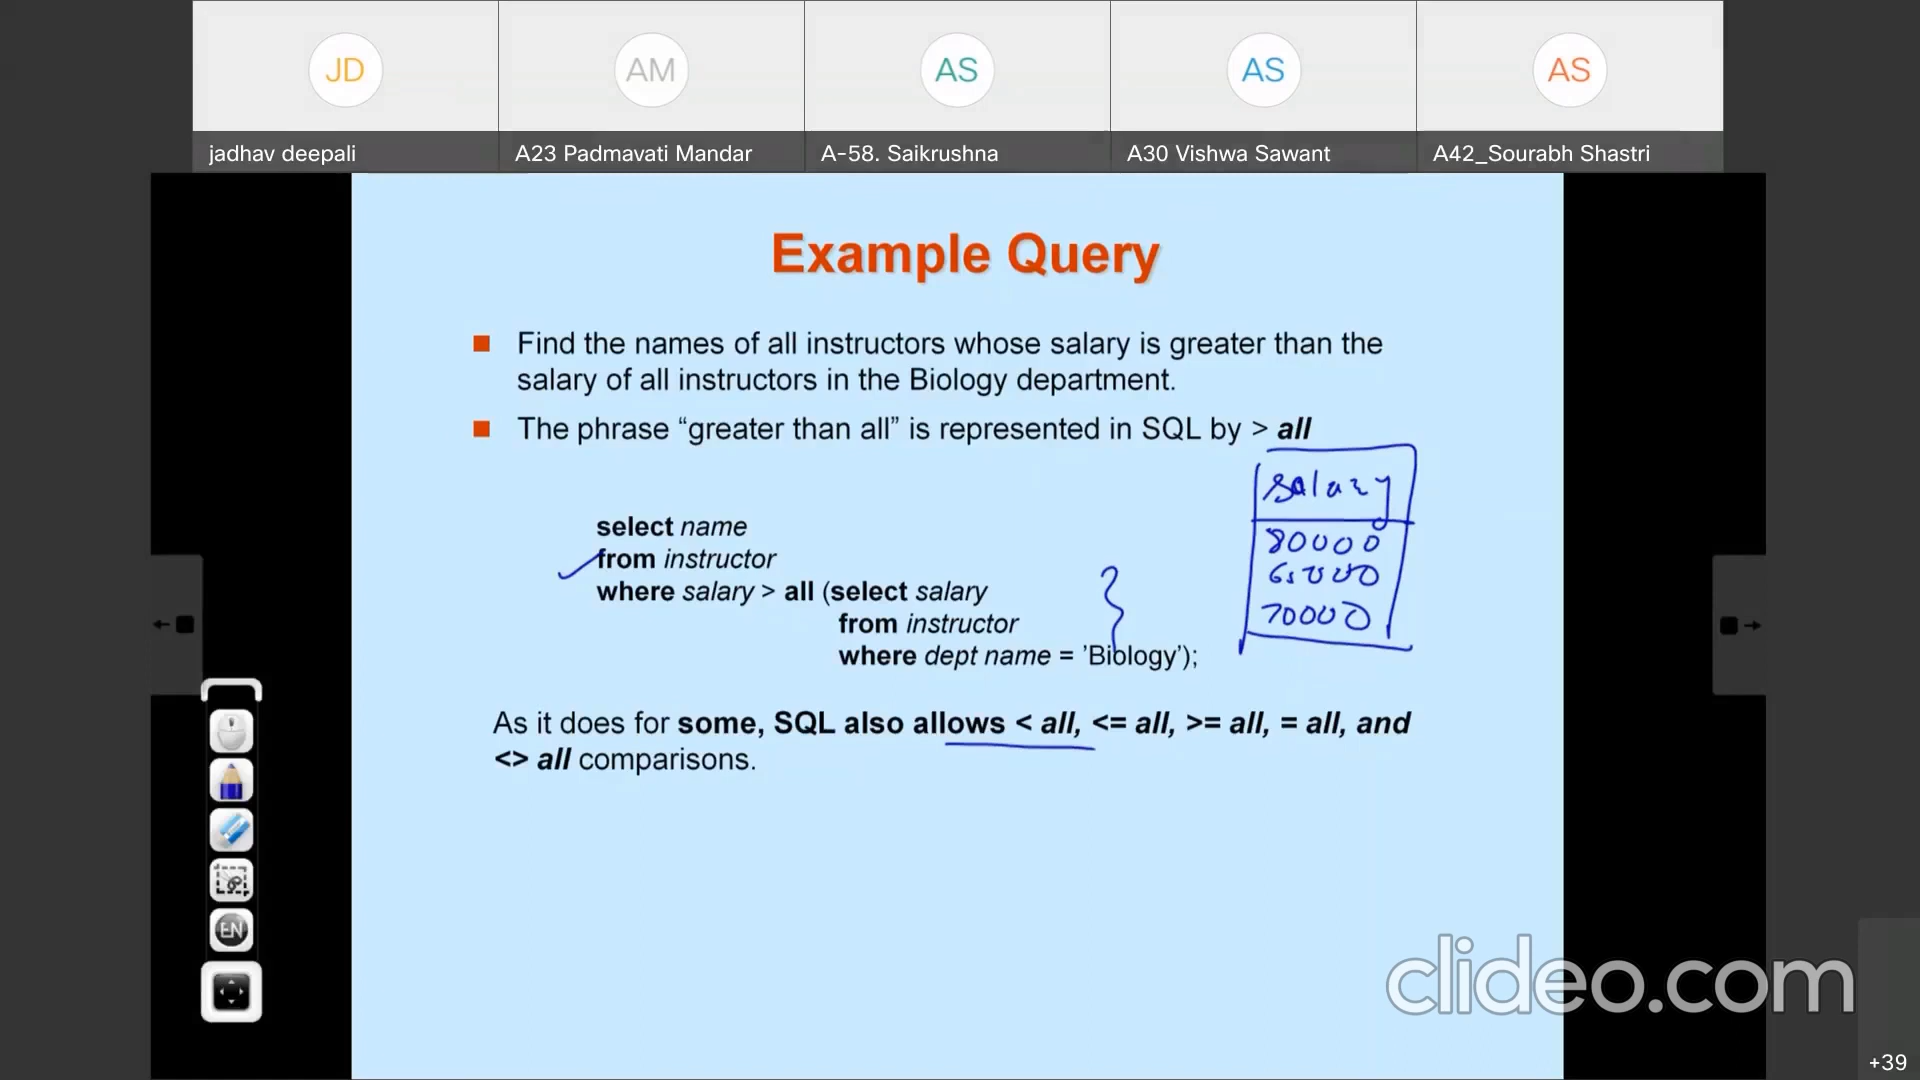 JD
AM
AS
AS
AS
jadhav deepali
A23 Padmavati Mandar
A-58. Saikrushna
A30 Vishwa Sawant
A42_Sourabh Shastri
Example Query
Find the names of all instructors whose salary is greater than the
salary of all instructors in the Biology department.
The phrase “greater than all” is represented in SQL by > all
salary
80000
60000
70000
select name
from instructor
where salary > all (select salary
from instructor
where dept name = ’Biology’);
As it does for some, SQL also allows < all, <= all, >= all, = all, and
<> all comparisons.
EN
clideo.com
+39